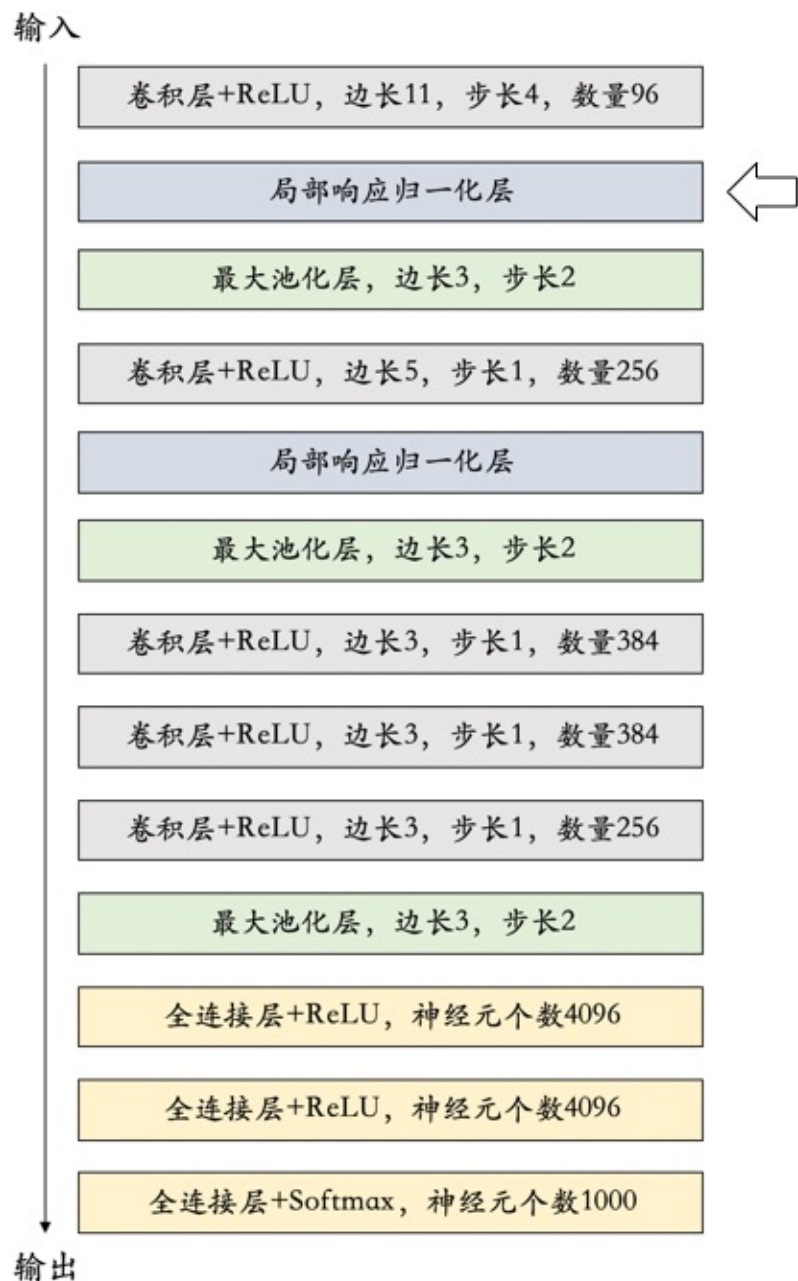 输入
卷积层+ReLU，边长11，步长4，数量96
局部响应归一化层
最大池化层，边长3，步长2
卷积层+ReLU，边长5，步长1，数量256
局部响应归一化层
最大池化层，边长3，步长2
卷积层+ReLU，边长3，步长1，数量384
卷积层+ReLU，边长3，步长1，数量384
卷积层+ReLU，边长3，步长1，数量256
最大池化层，边长3，步长2
全连接层+ReLU，神经元个数4096
全连接层+ReLU，神经元个数4096
全连接层+Softmax，神经元个数1000
输出